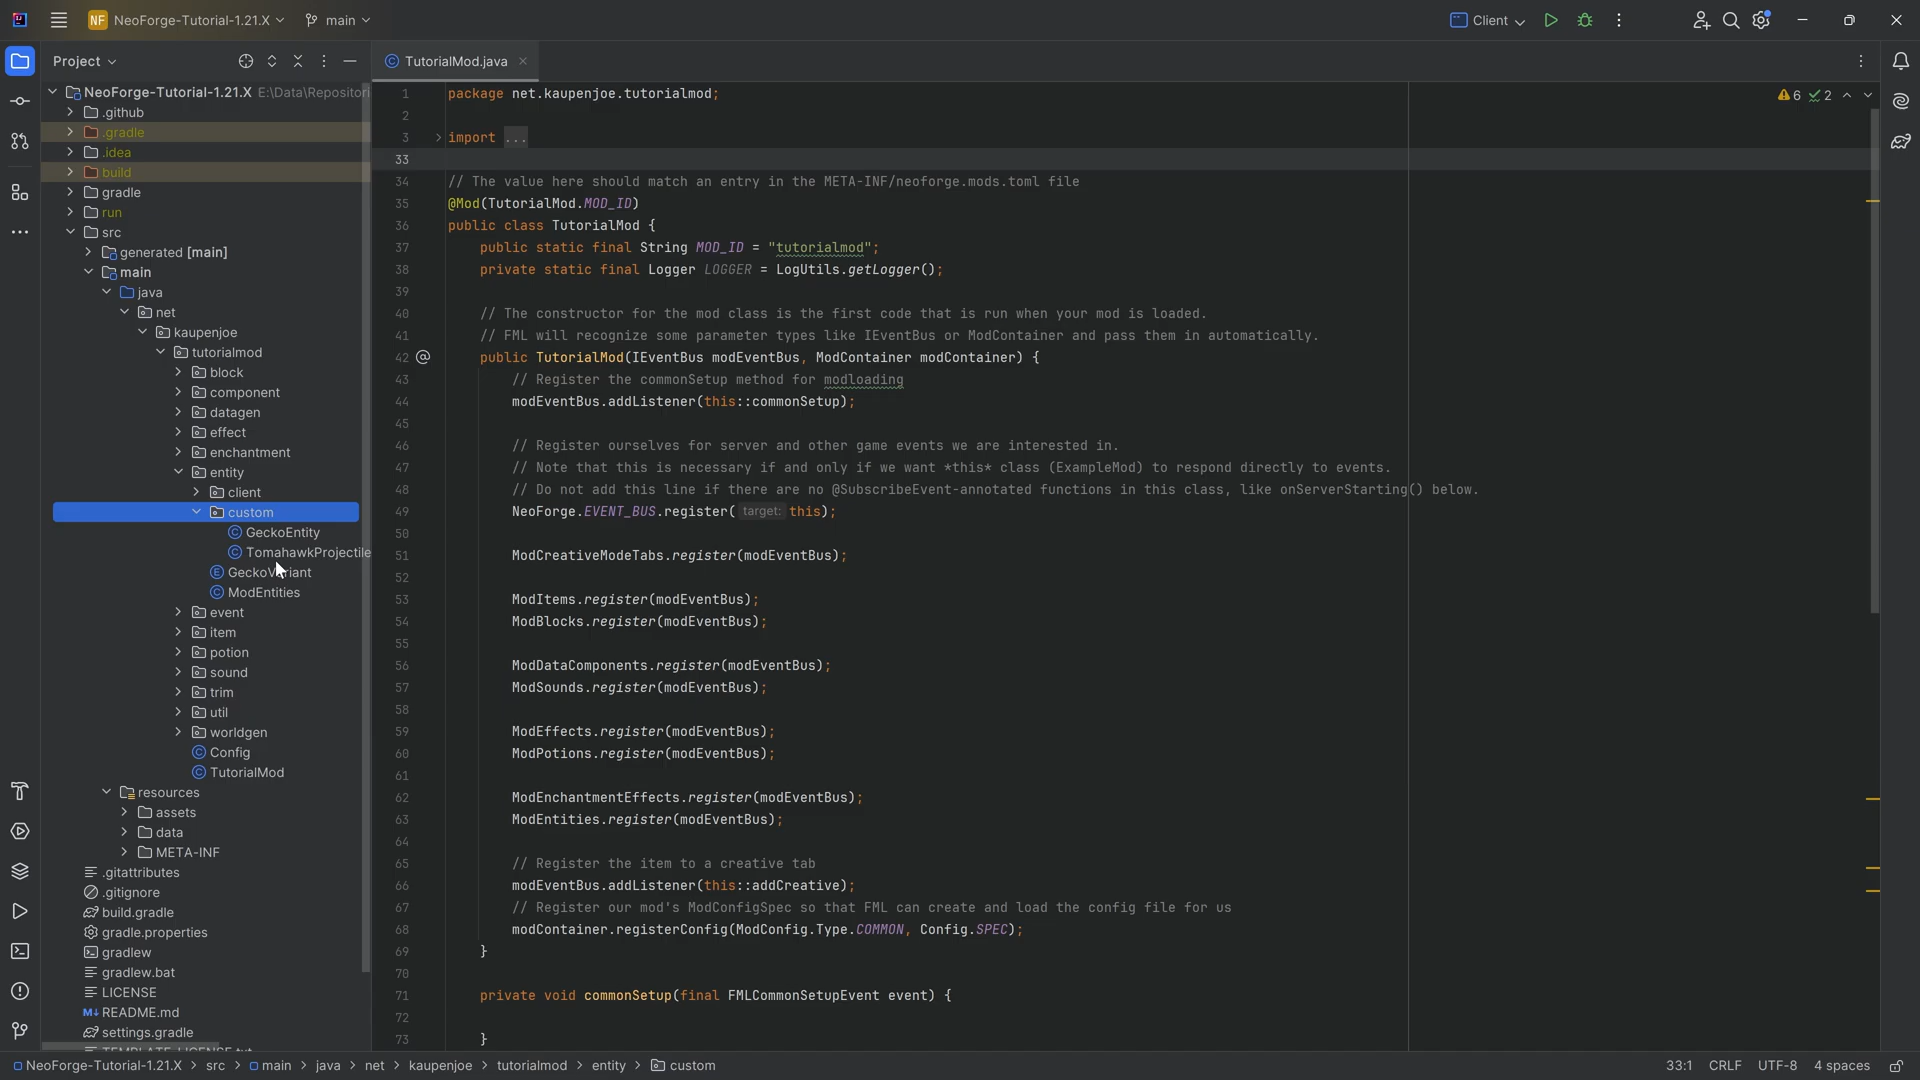 NF NeoForge-Tutorial-1.21.X main Client
Project
NeoForge-Tutorial-1.21.X E:\Data\Repositori
.github
.gradle
.idea
build
gradle
run
src
generated [main]
main
java
net
kaupenjoe
tutorialmod
block
component
datagen
effect
enchantment
entity
client
custom
GeckoEntity
TomahawkProjectile
GeckoVariant
ModEntities
event
item
potion
sound
trim
util
worldgen
Config
TutorialMod
resources
assets
data
META-INF
.gitattributes
.gitignore
build.gradle
gradle.properties
gradlew
gradlew.bat
LICENSE
M↓ README.md
settings.gradle
TEMPLATE_LICENSE.txt
TutorialMod.java
6 2
1 package net.kaupenjoe.tutorialmod;
2
3 import ...
33
34 // The value here should match an entry in the META-INF/neoforge.mods.toml file
35 @Mod(TutorialMod.MOD_ID)
36 public class TutorialMod {
37 public static final String MOD_ID = "tutorialmod";
38 private static final Logger LOGGER = LogUtils.getLogger();
39
40 // The constructor for the mod class is the first code that is run when your mod is loaded.
41 // FML will recognize some parameter types like IEventBus or ModContainer and pass them in automatically.
42 @ public TutorialMod(IEventBus modEventBus, ModContainer modContainer) {
43 // Register the commonSetup method for modloading
44 modEventBus.addListener(this::commonSetup);
45
46 // Register ourselves for server and other game events we are interested in.
47 // Note that this is necessary if and only if we want *this* class (ExampleMod) to respond directly to events.
48 // Do not add this line if there are no @SubscribeEvent-annotated functions in this class, like onServerStarting() below.
49 NeoForge.EVENT_BUS.register( target: this);
50
51 ModCreativeModeTabs.register(modEventBus);
52
53 ModItems.register(modEventBus);
54 ModBlocks.register(modEventBus);
55
56 ModDataComponents.register(modEventBus);
57 ModSounds.register(modEventBus);
58
59 ModEffects.register(modEventBus);
60 ModPotions.register(modEventBus);
61
62 ModEnchantmentEffects.register(modEventBus);
63 ModEntities.register(modEventBus);
64
65 // Register the item to a creative tab
66 modEventBus.addListener(this::addCreative);
67 // Register our mod's ModConfigSpec so that FML can create and load the config file for us
68 modContainer.registerConfig(ModConfig.Type.COMMON, Config.SPEC);
69 }
70
71 private void commonSetup(final FMLCommonSetupEvent event) {
72
73 }
NeoForge-Tutorial-1.21.X > src > main > java > net > kaupenjoe > tutorialmod > entity > custom 33:1 CRLF UTF-8 4 spaces